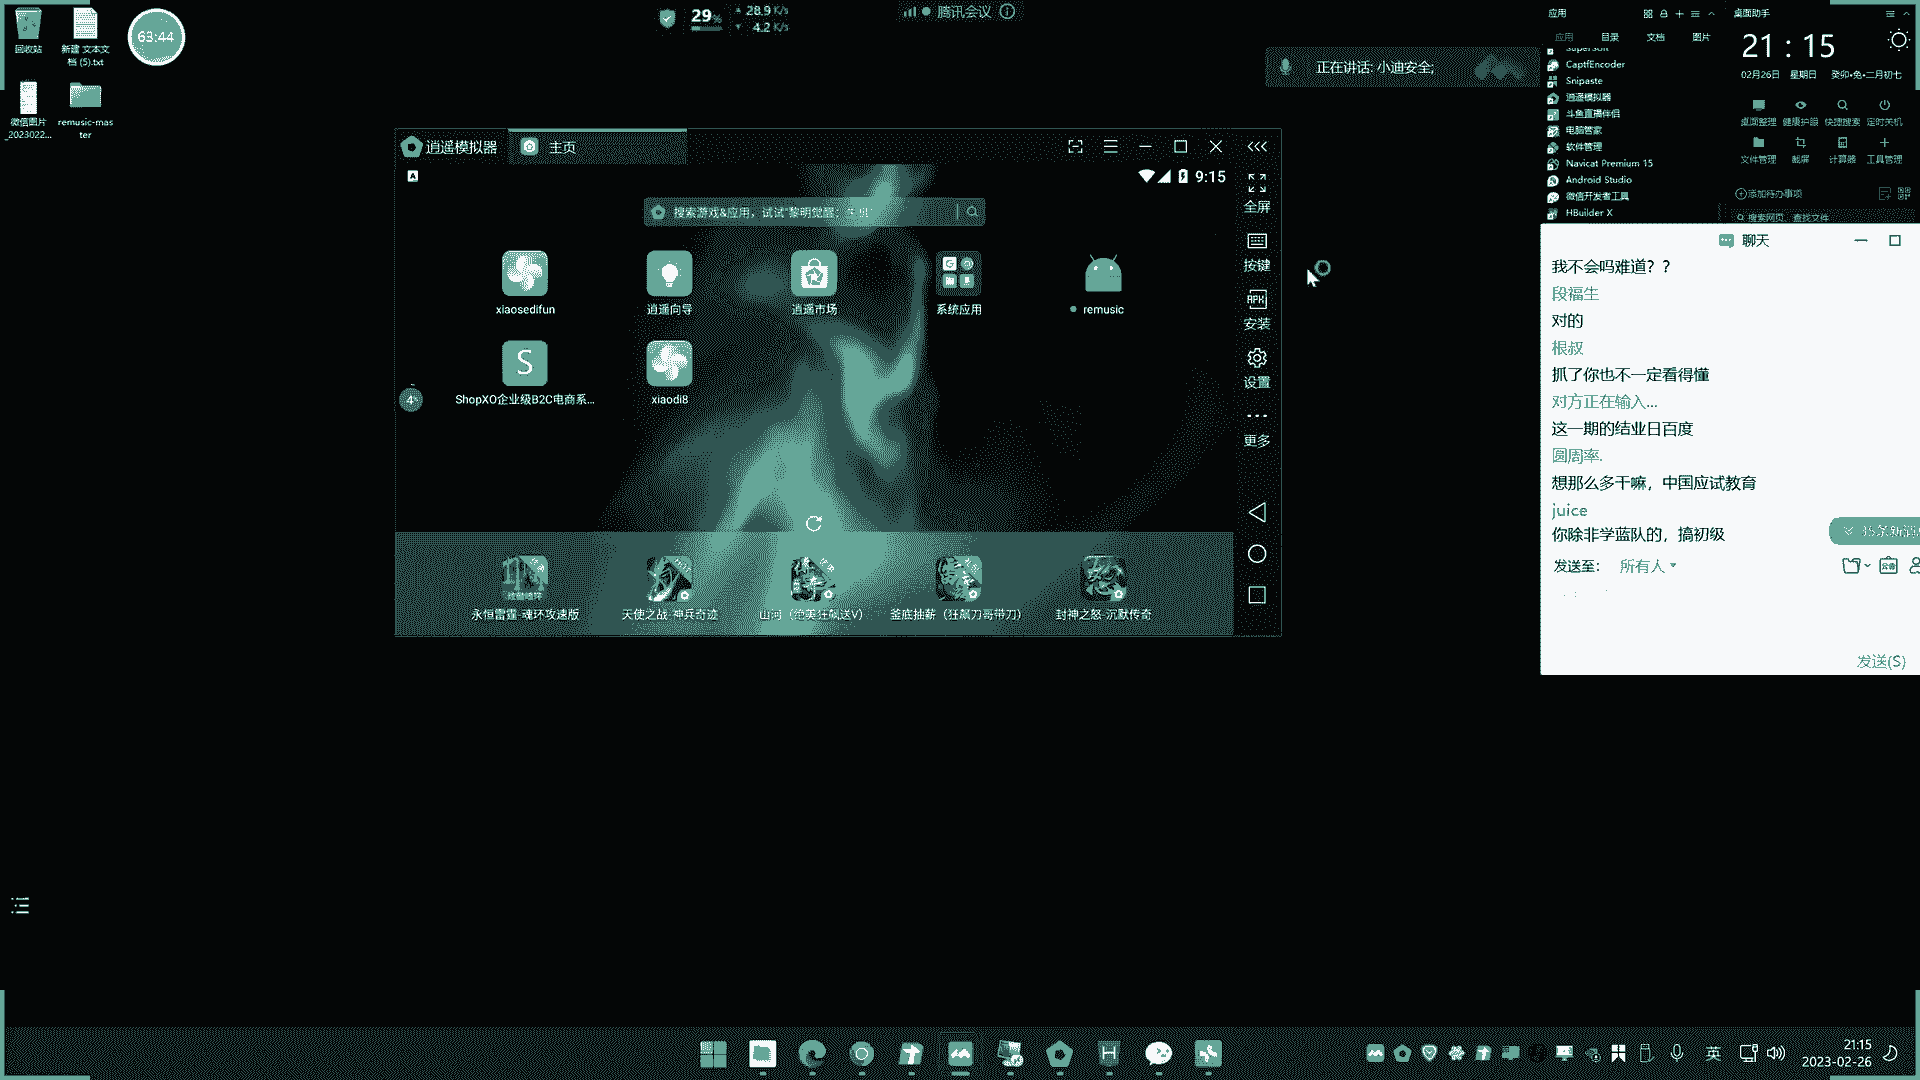 回收站
新建 文本文
档 (5).txt
63:44
微信图片
_2023022...
remusic-mas
ter
29%
28.9 K/s
4.2 K/s
腾讯会议
正在讲话: 小迪安全;
应用
应用
目录
文档
图片
CaptfEncoder
Snipaste
逍遥模拟器
斗鱼直播伴侣
电脑管家
软件管理
Navicat Premium 15
Android Studio
微信开发者工具
HBuilder X
桌面助手
21 : 15
02月26日 星期日 癸卯•兔•二月初七
桌面整理 健康护眼 快捷搜索 定时关机
文件管理 截屏 计算器 工具管理
添加待办事项
搜索网页、查找文件
逍遥模拟器
主页
A
9:15
搜索游戏&应用，试试"黎明觉醒：生机"
xiaosedifun
逍遥向导
逍遥市场
系统应用
remusic
S
ShopXO企业级B2C电商系...
xiaodi8
永恒雷霆-魂环攻速版
天使之战-神兵奇迹
山河（绝美狂飙送V）
釜底抽薪（狂飙刀哥带刀）
封神之怒-沉默传奇
全屏
按键
APK
安装
设置
更多
聊天
我不会吗难道？？
段福生
对的
根叔
抓了你也不一定看得懂
对方正在输入...
这一期的结业日百度
圆周率.
想那么多干嘛，中国应试教育
juice
你除非学蓝队的，搞初级
发送至：
所有人
发送(S)
英
21:15
2023-02-26